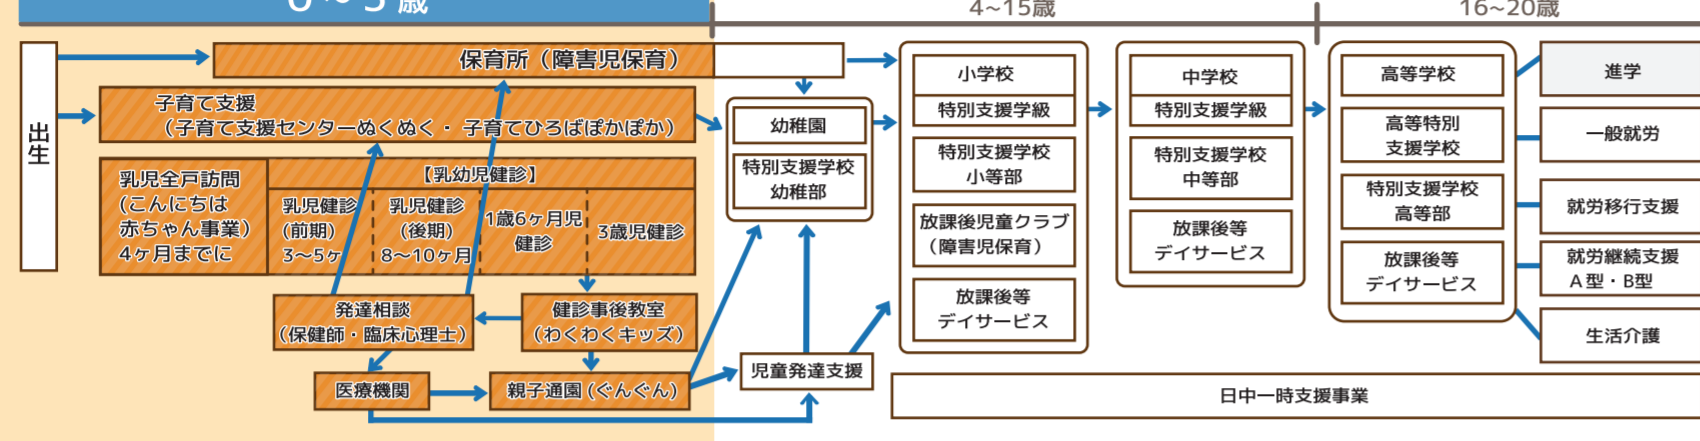 0～3歳
4～15歳
16～20歳
出生
保育所（障害児保育）
子育て支援
（子育て支援センターぬくぬく・ 子育てひろばぽかぽか）
乳児全戸訪問
(こんにちは
赤ちゃん事業）
4ヶ月までに
【乳幼児健診】
乳児健診
(前期)
3～5ヶ
乳児健診
(後期)
8～10ヶ月
1歳6ヶ月児
健診
3歳児健診
発達相談
（保健師・臨床心理士）
健診事後教室
（わくわくキッズ）
医療機関
親子通園 (ぐんぐん)
幼稚園
特別支援学校
幼稚部
児童発達支援
小学校
特別支援学級
特別支援学校
小等部
放課後児童クラブ
（障害児保育）
放課後等
デイサービス
中学校
特別支援学級
特別支援学校
中等部
放課後等
デイサービス
高等学校
高等特別
支援学校
特別支援学校
高等部
放課後等
デイサービス
進学
一般就労
就労移行支援
就労継続支援
A型・B型
生活介護
日中一時支援事業